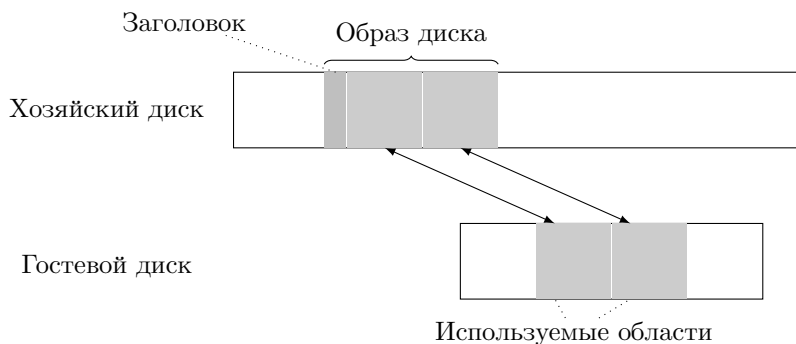 Заголовок
Образ диска
Хозяйский диск
Гостевой диск
Используемые области